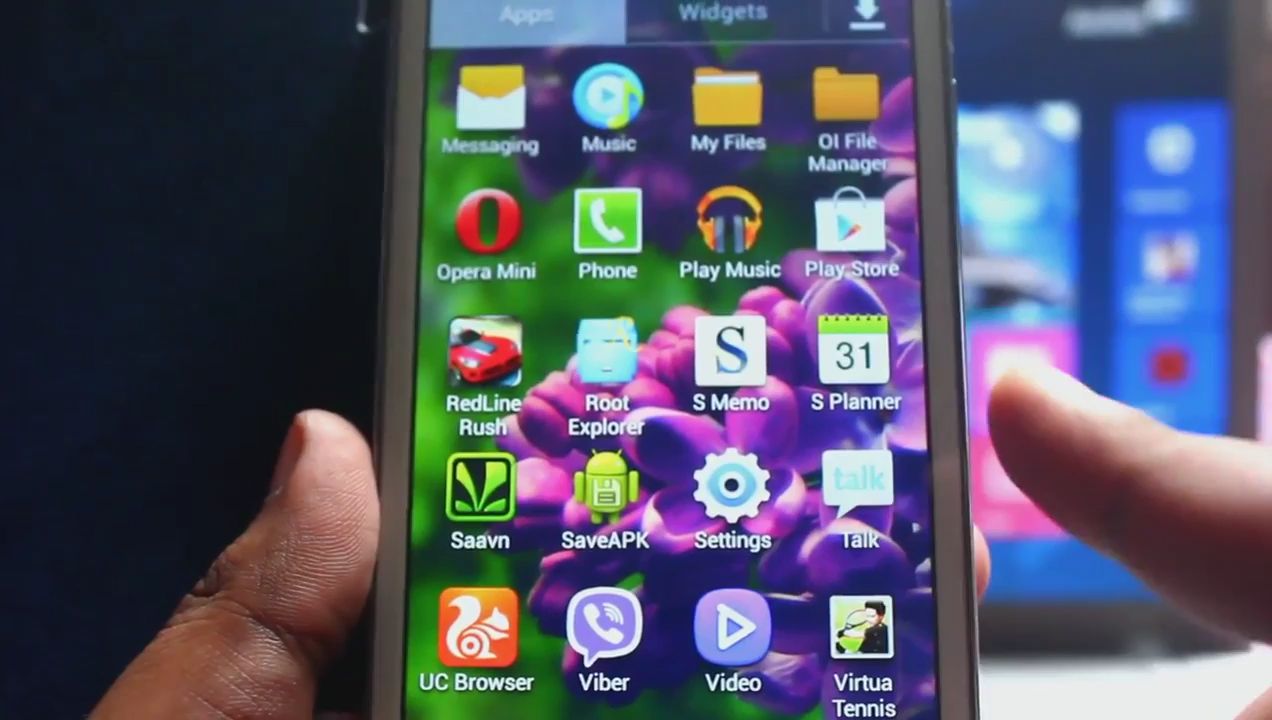 Apps Widgets
Messaging Music My Files OI File
Manager
Opera Mini Phone Play Music Play Store
31
S
RedLine Root S Memo S Planner
Rush Explorer
talk
Saavn SaveAPK Settings Talk
UC Browser Viber Video Virtua
Tennis